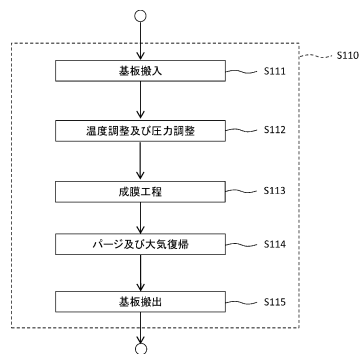 S110
基板搬入 S111
温度調整及び圧力調整 S112
成膜工程 S113
パージ及び大気復帰 S114
基板搬出 S115